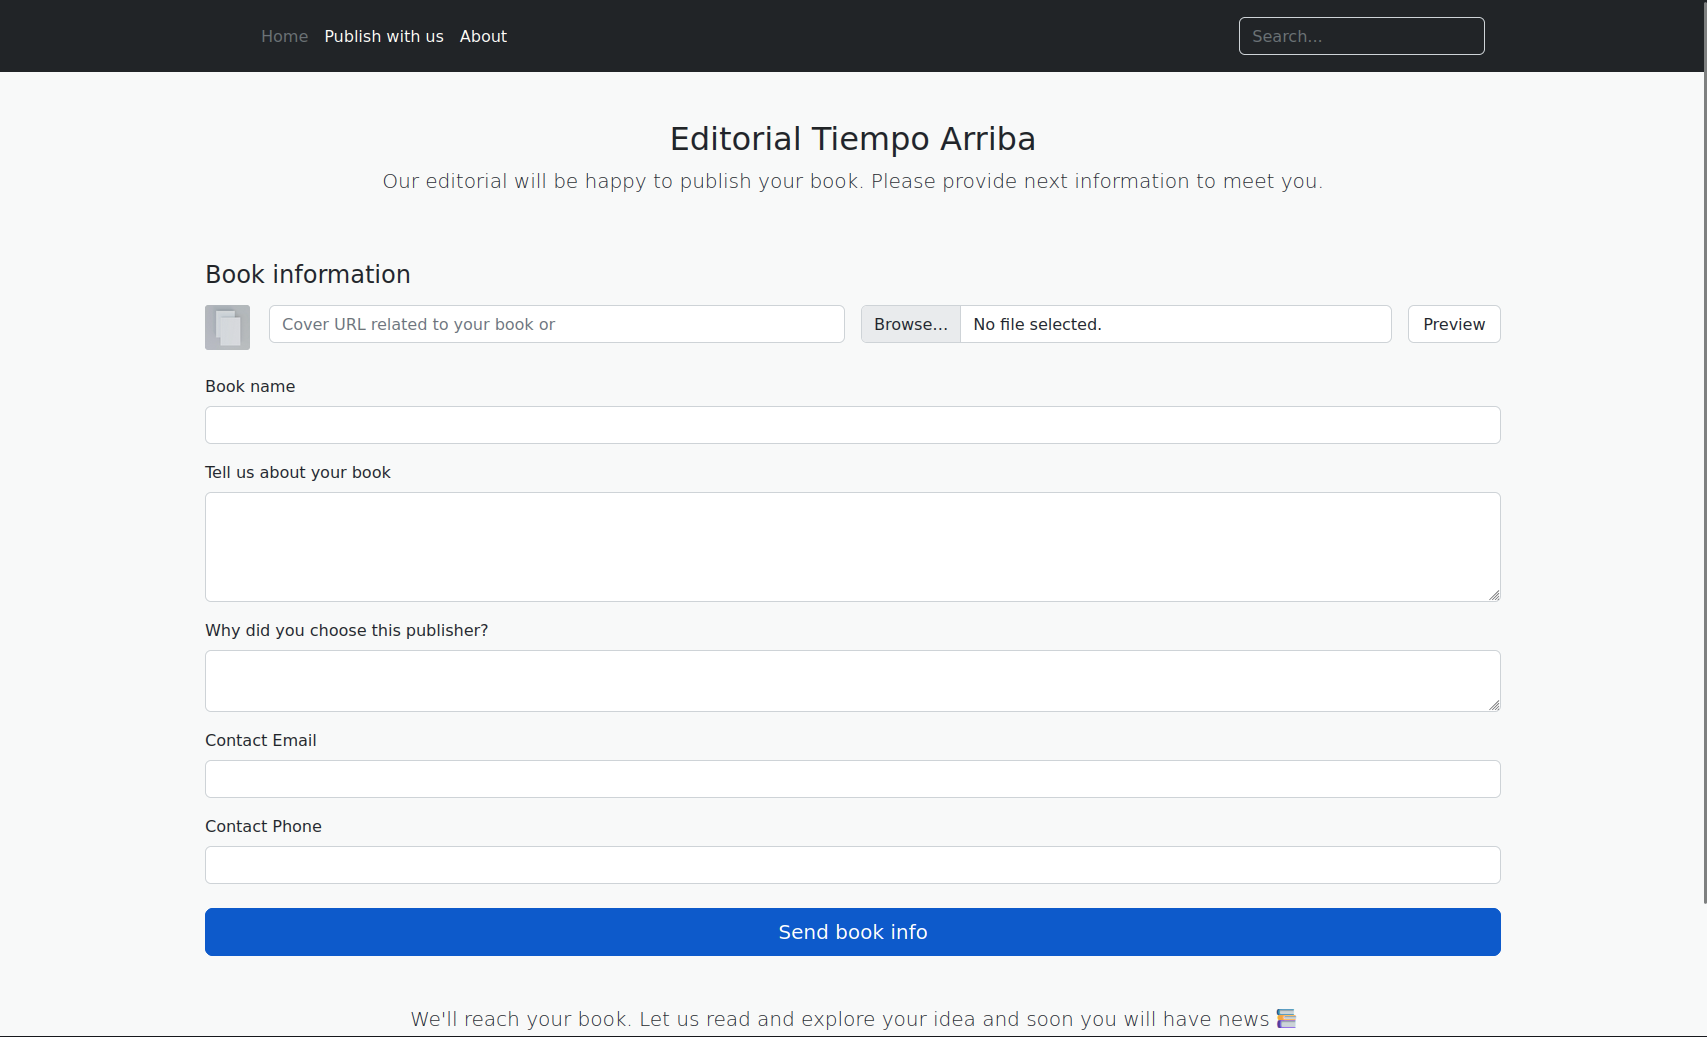 Home Publish with us About Search...
Editorial Tiempo Arriba
Our editorial will be happy to publish your book. Please provide next information to meet you.
Book information
Cover URL related to your book or Browse... No file selected. Preview
Book name
Tell us about your book
Why did you choose this publisher?
Contact Email
Contact Phone
Send book info
We'll reach your book. Let us read and explore your idea and soon you will have news 📚